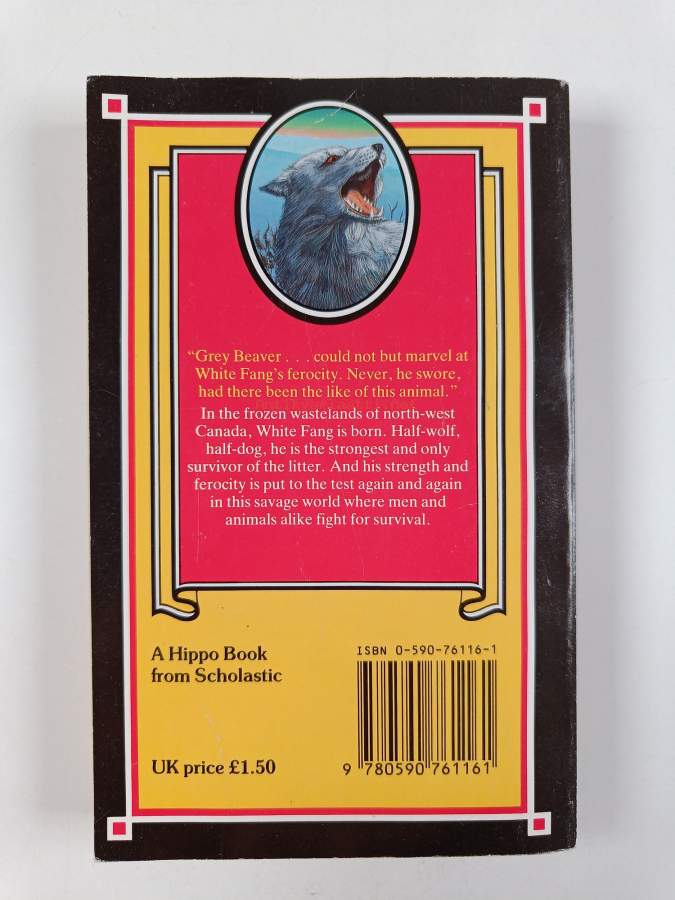 “Grey Beaver . . . could not but marvel at
White Fang’s ferocity. Never, he swore,
had there been the like of this animal.”
In the frozen wastelands of north-west
Canada, White Fang is born. Half-wolf,
half-dog, he is the strongest and only
survivor of the litter. And his strength and
ferocity is put to the test again and again
in this savage world where men and
animals alike fight for survival.
A Hippo Book
from Scholastic
UK price £1.50
ISBN 0-590-76116-1
9 780590 761161